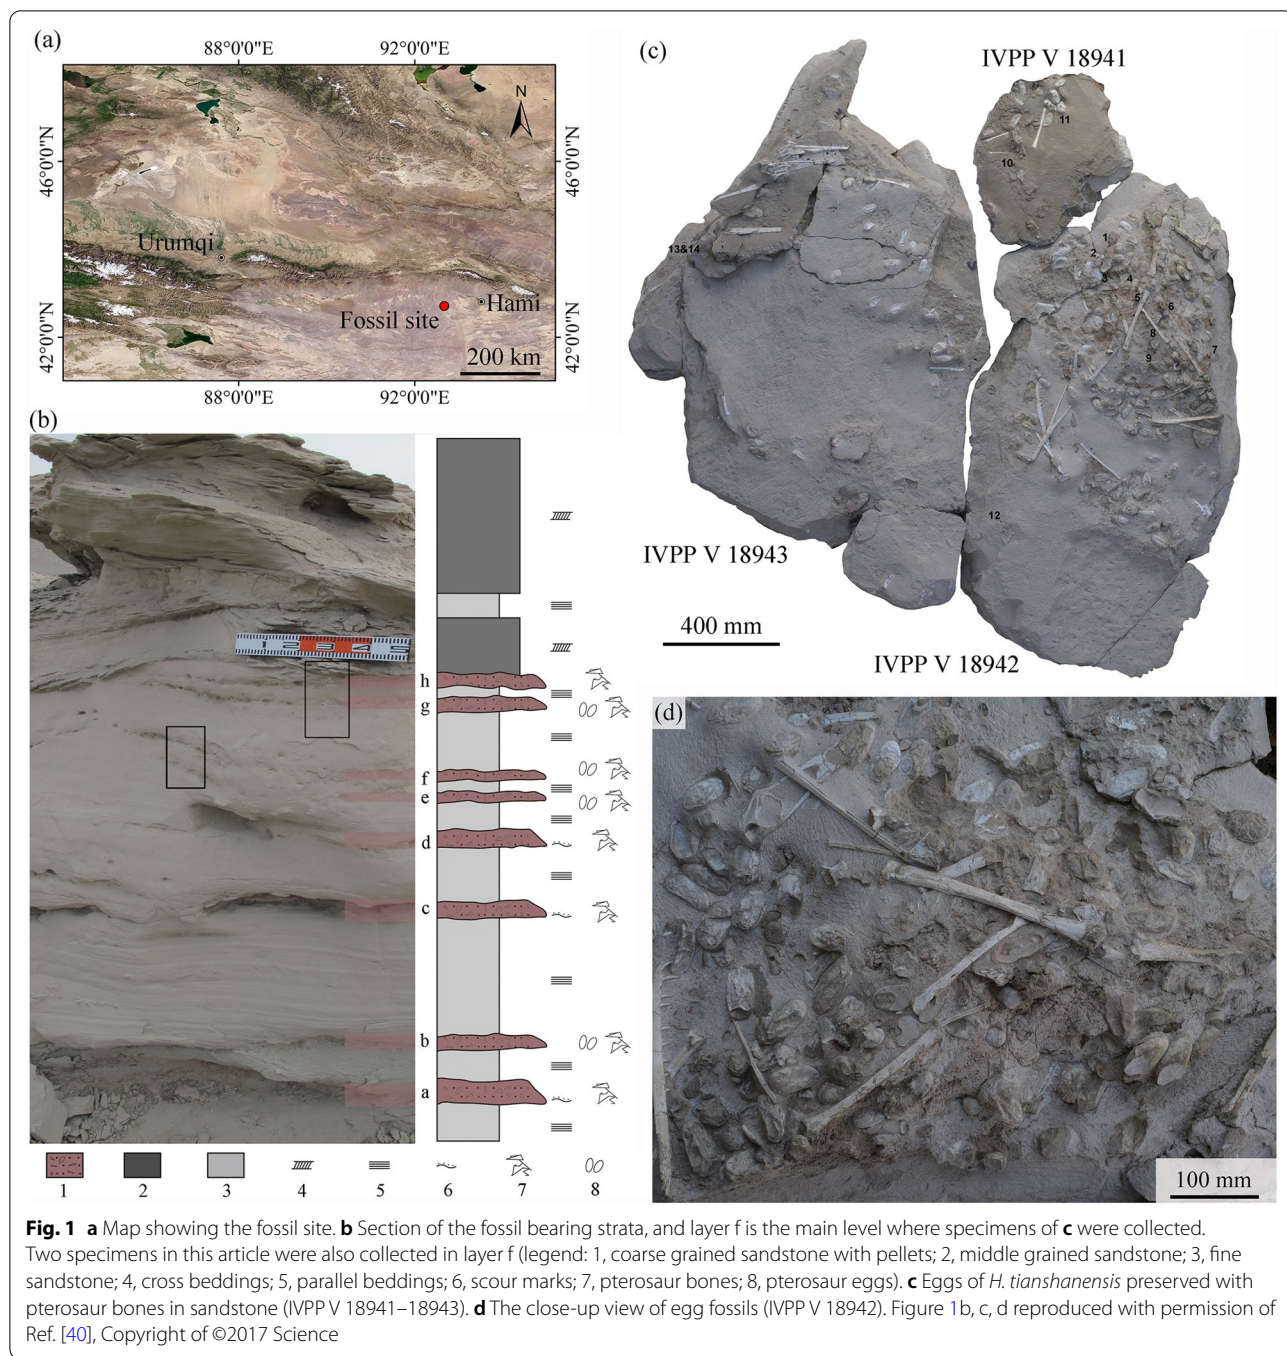 (a)
88°0'0"E
92°0'0"E
N
46°0'0"N
46°0'0"N
Urumqi
Hami
Fossil site
42°0'0"N
42°0'0"N
200 km
88°0'0"E
92°0'0"E
(b)
1 2 3 4 5
h
g
f
e
d
c
b
a
1 2 3 4 5 6 7 8
(c)
IVPP V 18941
11
10
13&14
1
2
3 4
5
6
8
7
9
12
IVPP V 18943
400 mm
IVPP V 18942
(d)
100 mm
Fig. 1 a Map showing the fossil site. b Section of the fossil bearing strata, and layer f is the main level where specimens of c were collected.
Two specimens in this article were also collected in layer f (legend: 1, coarse grained sandstone with pellets; 2, middle grained sandstone; 3, fine
sandstone; 4, cross beddings; 5, parallel beddings; 6, scour marks; 7, pterosaur bones; 8, pterosaur eggs). c Eggs of H. tianshanensis preserved with
pterosaur bones in sandstone (IVPP V 18941–18943). d The close-up view of egg fossils (IVPP V 18942). Figure 1b, c, d reproduced with permission of
Ref. [40], Copyright of ©2017 Science